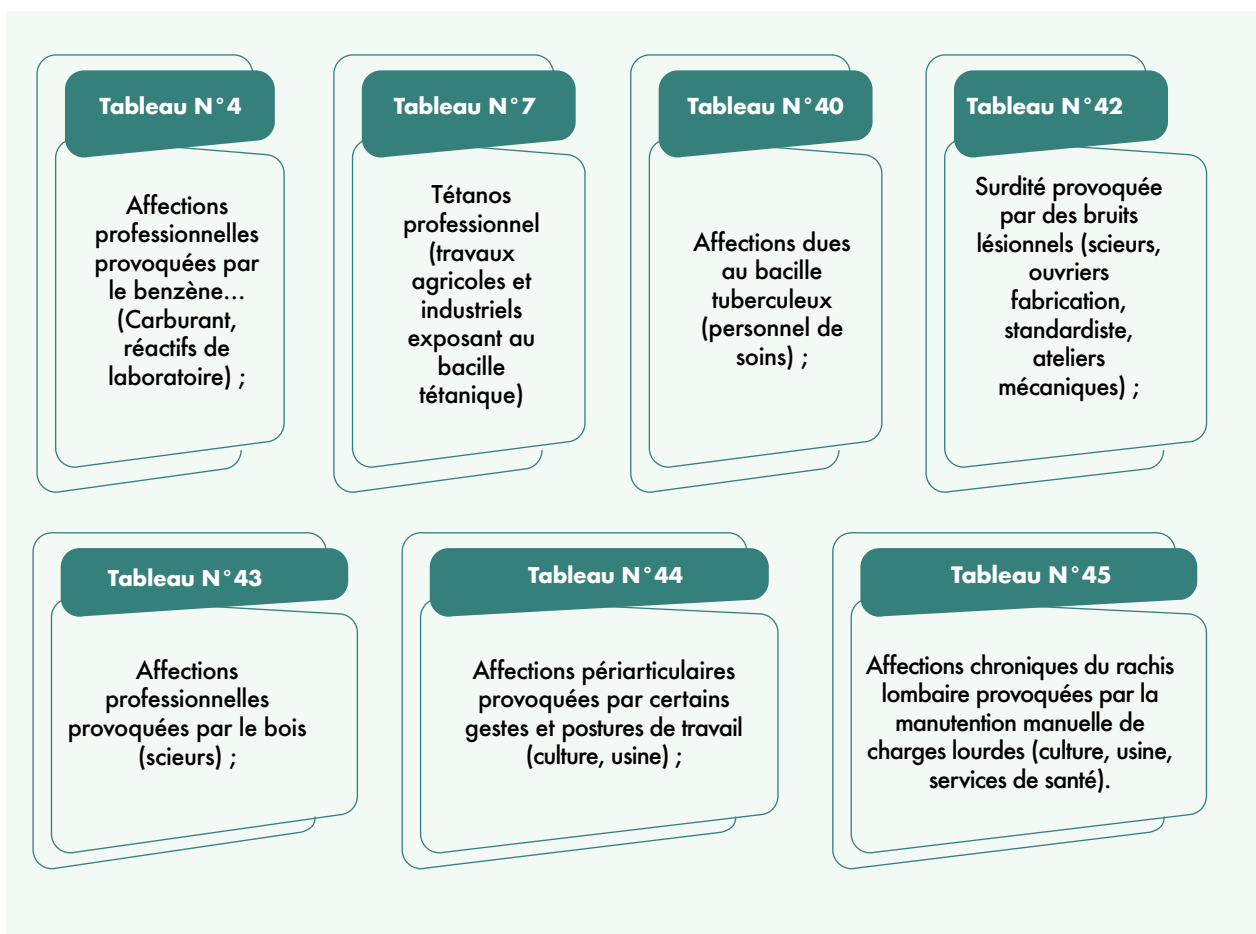 Tableau N°4
Affections
professionnelles
provoquées par
le benzène...
(Carburant,
réactifs de
laboratoire) ;
Tableau N°7
Tétanos
professionnel
(travaux
agricoles et
industriels
exposant au
bacille
tétanique)
Tableau N°40
Affections dues
au bacille
tuberculeux
(personnel de
soins) ;
Tableau N°42
Surdité provoquée
par des bruits
lésionnels (scieurs,
ouvriers
fabrication,
standardiste,
ateliers
mécaniques) ;
Tableau N°43
Affections
professionnelles
provoquées par le bois
(scieurs) ;
Tableau N°44
Affections périarticulaires
provoquées par certains
gestes et postures de travail
(culture, usine) ;
Tableau N°45
Affections chroniques du rachis
lombaire provoquées par la
manutention manuelle de
charges lourdes (culture, usine,
services de santé).